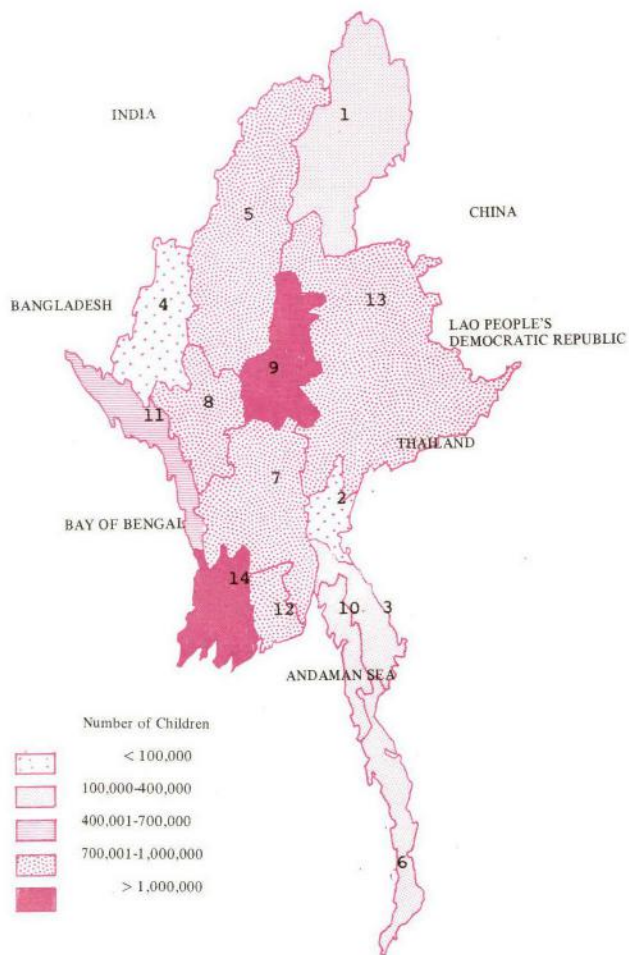 1
INDIA
5
CHINA
13
BANGLADESH
4
LAO PEOPLE'S
DEMOCRATIC REPUBLIC
9
8
11
THAILAND
7
2
BAY OF BENGAL
14
12
10
3
ANDAMAN SEA
Number of Children
< 100,000
100,000-400,000
400,001-700,000
700,001-1,000,000
> 1,000,000
6